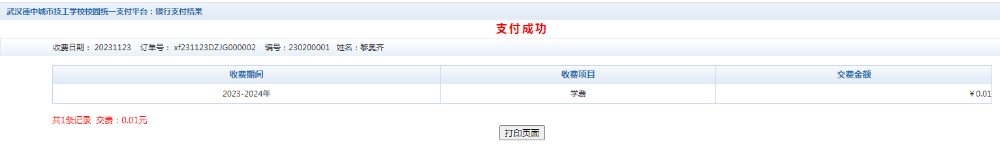 武汉德中城市技工学校校园统一支付平台：银行支付结果
支付成功
收费日期： 20231123 订单号： xf231123DZJG000002 编号：230200001 姓名：黎奥齐
收费期间 收费项目 交费金额
2023-2024年 学费 ￥0.01
共1条记录 交费：0.01元
打印页面